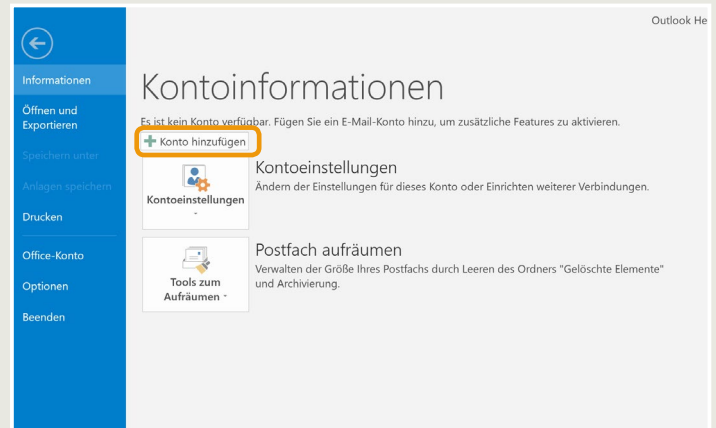 Outlook He
Informationen
Öffnen und
Exportieren
Speichern unter
Anlagen speichern
Drucken
Office-Konto
Optionen
Beenden
Kontoinformationen
Es ist kein Konto verfügbar. Fügen Sie ein E-Mail-Konto hinzu, um zusätzliche Features zu aktivieren.
Konto hinzufügen
Kontoeinstellungen
Kontoeinstellungen
Ändern der Einstellungen für dieses Konto oder Einrichten weiterer Verbindungen.
Tools zum
Aufräumen
Postfach aufräumen
Verwalten der Größe Ihres Postfachs durch Leeren des Ordners "Gelöschte Elemente"
und Archivierung.